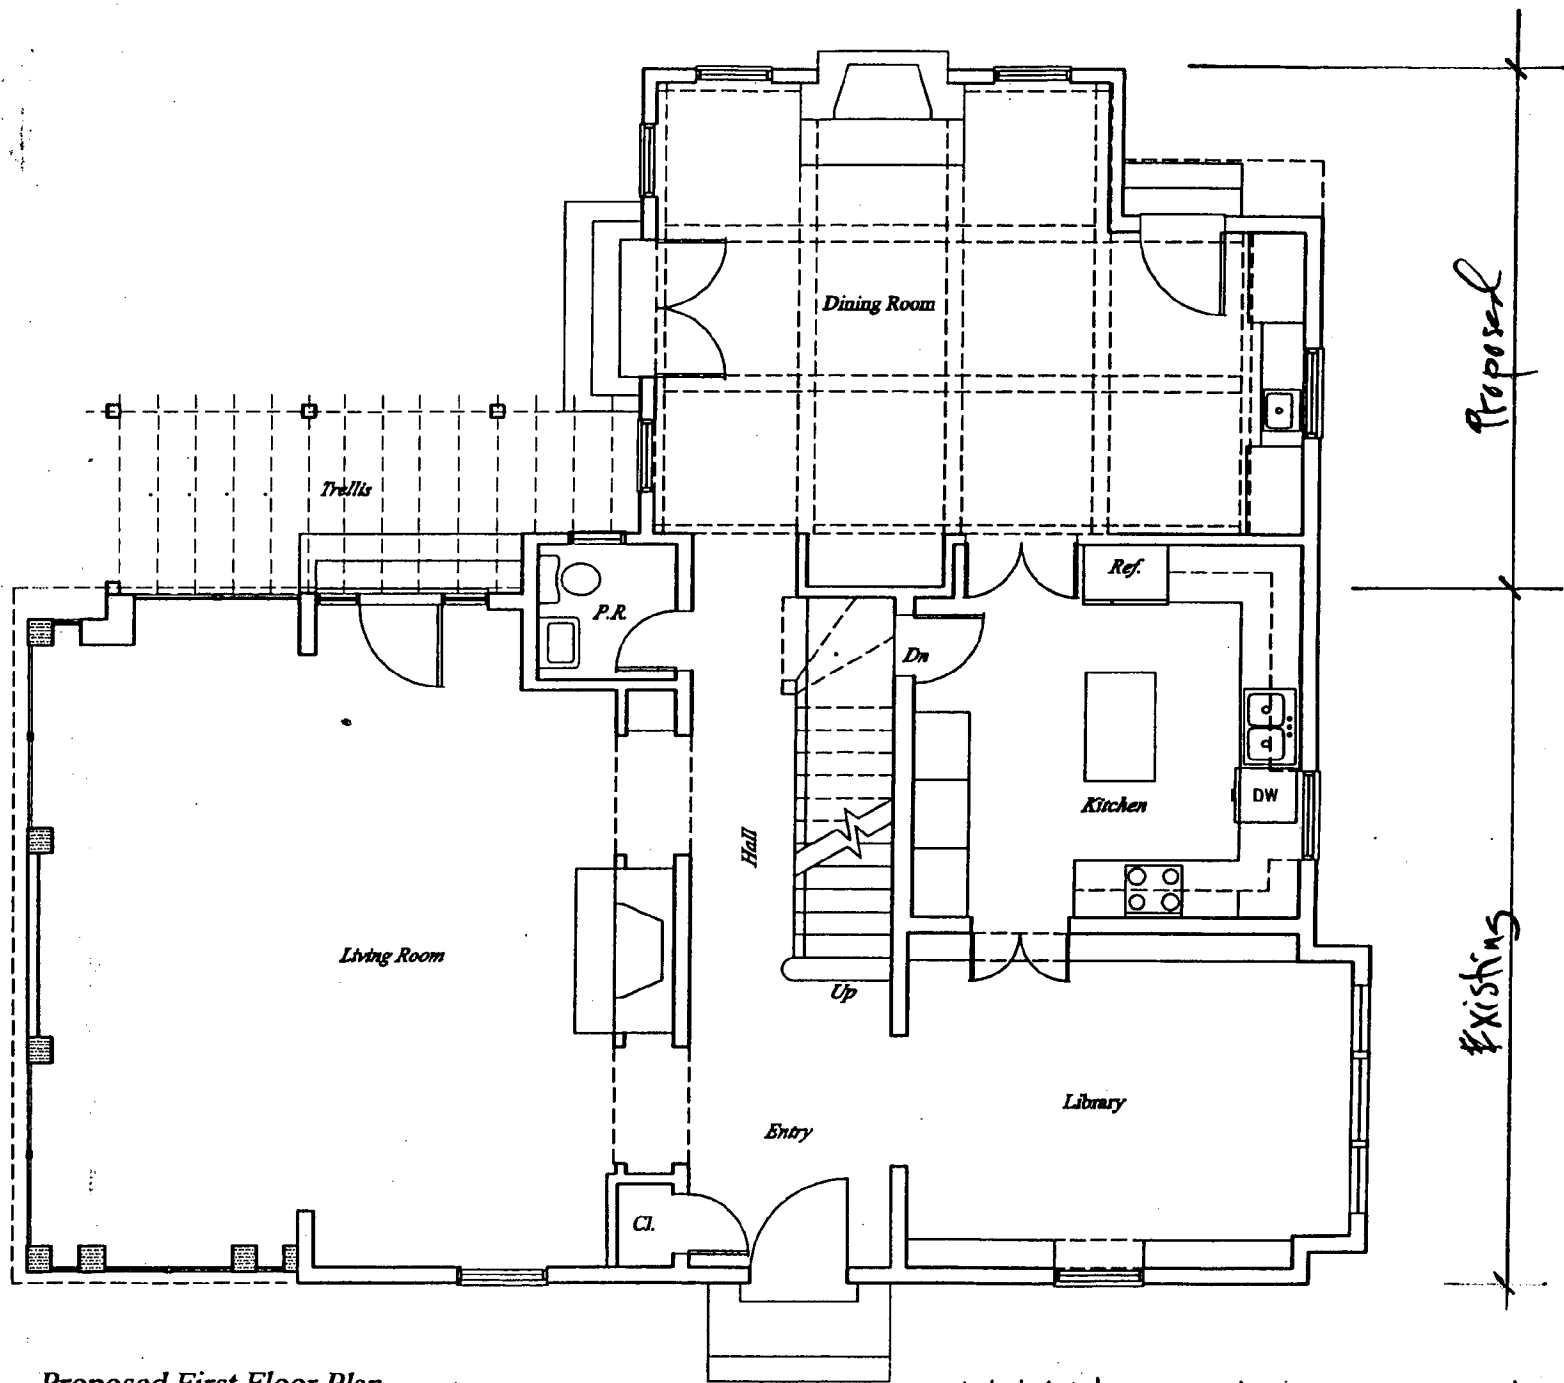 Proposed
Dining Room
Trellis
Ref.
P.R.
Dn
DW
Kitchen
Hall
Living Room
Up
Existing
Library
Entry
Cl.
Proposed First Floor Plan